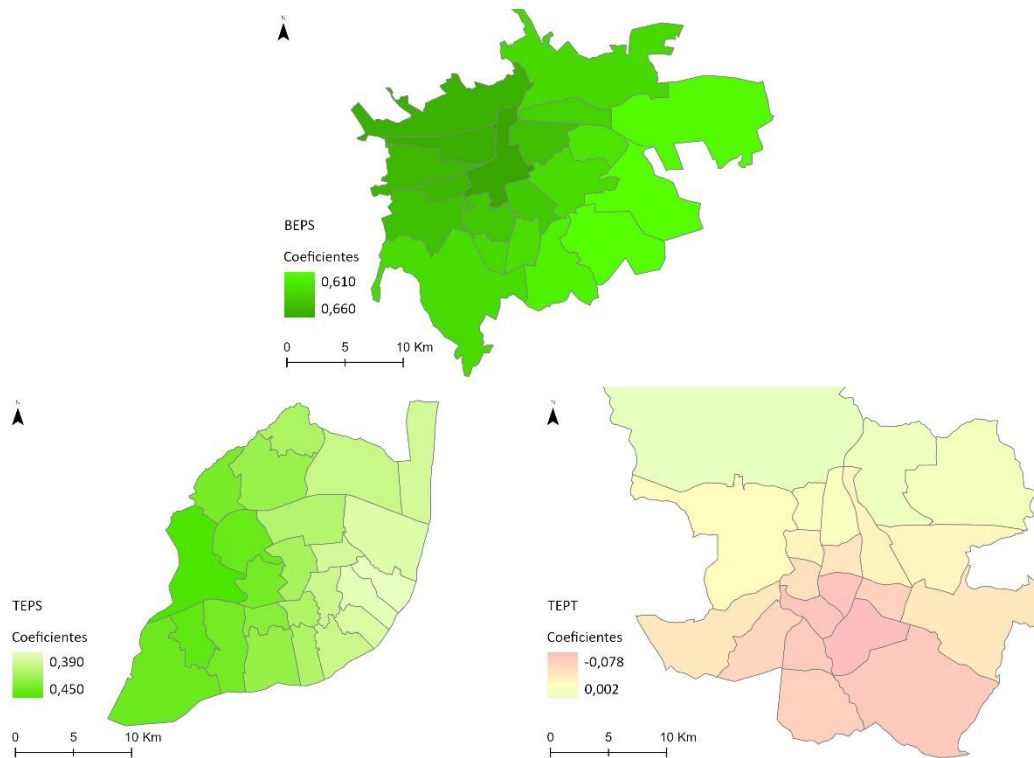 N
BEPS
Coeficientes
0,610
0,660
0 5 10 Km
N
TEPS
Coeficientes
0,390
0,450
0 5 10 Km
N
TEPT
Coeficientes
-0,078
0,002
0 5 10 Km